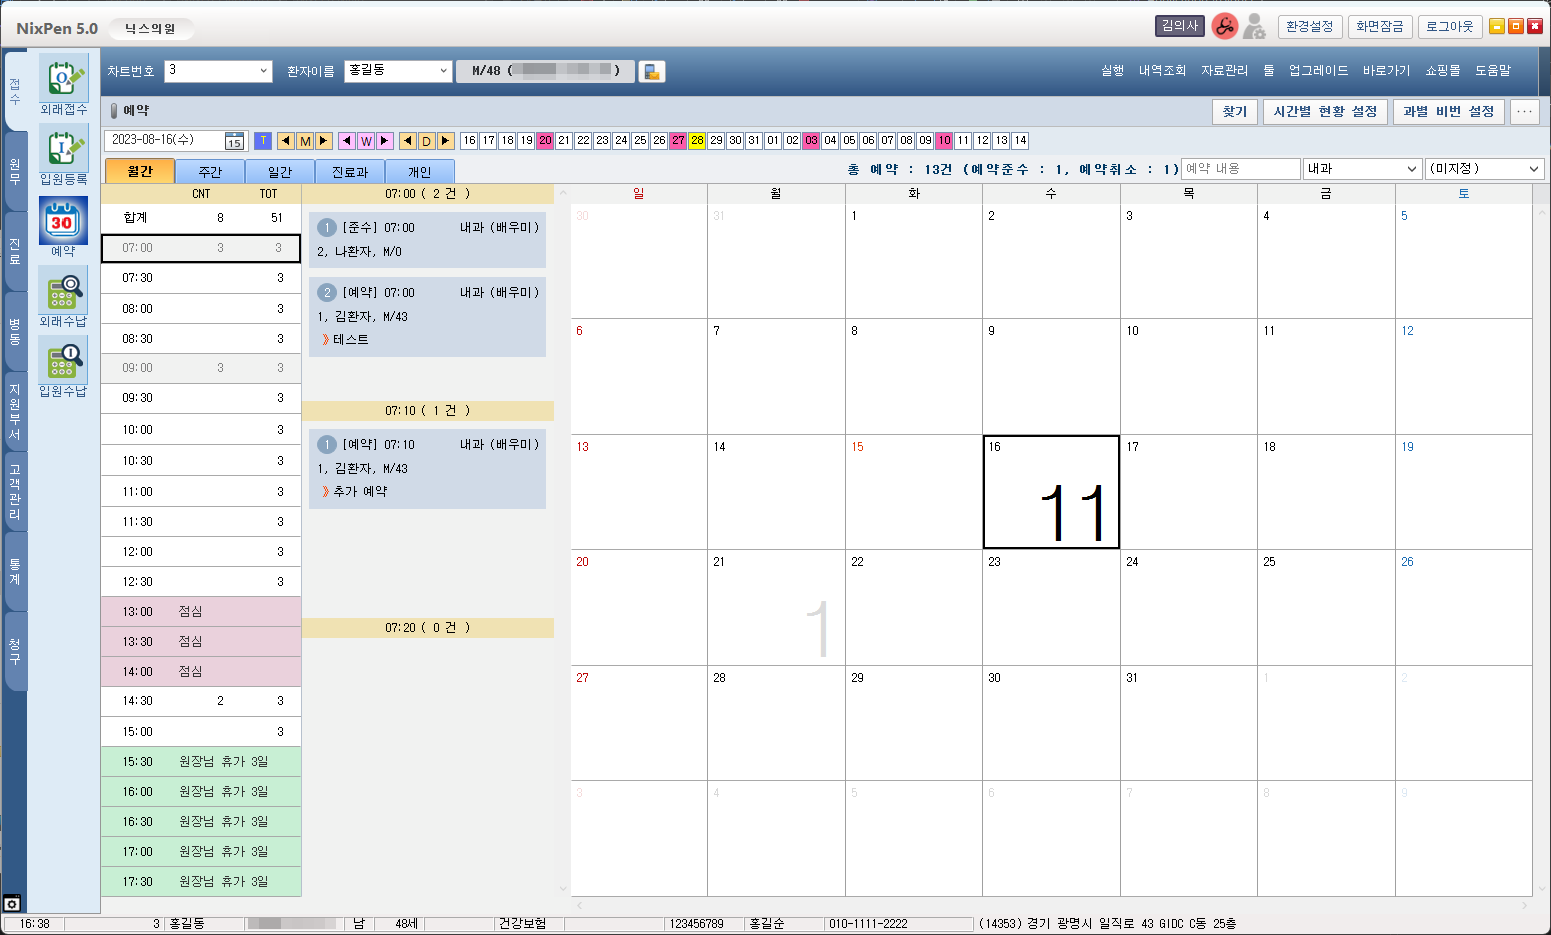 NixPen 5.0 닉스의원 김의사 환경설정 화면잠금 로그아웃
차트번호 3 환자이름 홍길동 M/48 ( ) 실행 내역조회 자료관리 툴 업그레이드 바로가기 쇼핑몰 도움말
접수
원무
진료
병동
지원부서
고객관리
통계
청구
외래접수
입원등록
30
예약
외래수납
입원수납
예약 찾기 시간별 현황 설정 과별 비번 설정 ...
2023-08-16(수) 15 T M W D 16 17 18 19 20 21 22 23 24 25 26 27 28 29 30 31 01 02 03 04 05 06 07 08 09 10 11 12 13 14
월간 주간 일간 진료과 개인 총 예약 : 13건 (예약준수 : 1, 예약취소 : 1) 예약 내용 내과 (미지정)
CNT TOT
합계 8 51
07:00 3 3
07:30 3
08:00 3
08:30 3
09:00 3 3
09:30 3
10:00 3
10:30 3
11:00 3
11:30 3
12:00 3
12:30 3
13:00 점심
13:30 점심
14:00 점심
14:30 2 3
15:00 3
15:30 원장님 휴가 3일
16:00 원장님 휴가 3일
16:30 원장님 휴가 3일
17:00 원장님 휴가 3일
17:30 원장님 휴가 3일
07:00 ( 2 건 )
1 [준수] 07:00 내과 (배우미)
2, 나환자, M/0
2 [예약] 07:00 내과 (배우미)
1, 김환자, M/43
》테스트
07:10 ( 1 건 )
1 [예약] 07:10 내과 (배우미)
1, 김환자, M/43
》추가 예약
07:20 ( 0 건 )
일 월 화 수 목 금 토
30 31 1 2 3 4 5
6 7 8 9 10 11 12
13 14 15 16 17 18 19
11
20 21 22 23 24 25 26
1
27 28 29 30 31 1 2
3 4 5 6 7 8 9
16:38 3 홍길동 남 48세 건강보험 123456789 홍길순 010-1111-2222 (14353) 경기 광명시 일직로 43 GIDC C동 25층